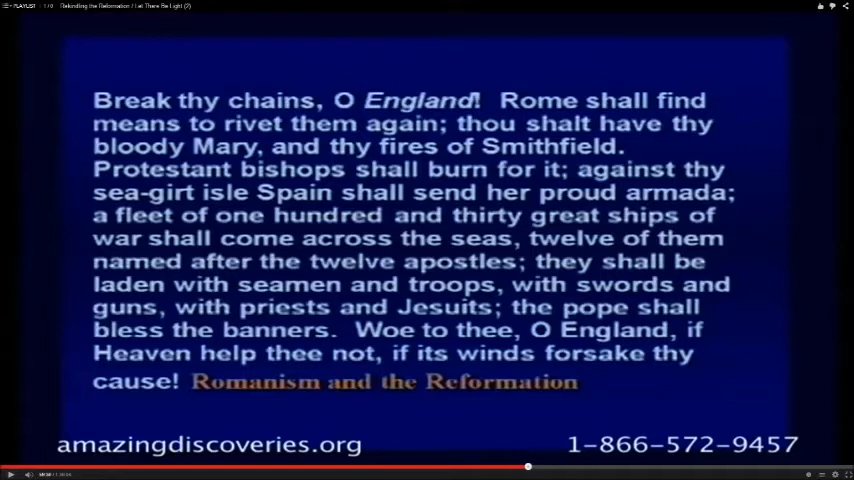 PLAYLIST
Rekindling the Reformation / Let There Be Light (2)
Break thy chains, O England! Rome shall find
means to rivet them again; thou shalt have thy
bloody Mary, and thy fires of Smithfield.
Protestant bishops shall burn for it; against thy
sea-girt isle Spain shall send her proud armada;
a fleet of one hundred and thirty great ships of
war shall come across the seas, twelve of them
named after the twelve apostles; they shall be
laden with seamen and troops, with swords and
guns, with priests and Jesuits; the pope shall
bless the banners. Woe to thee, O England, if
Heaven help thee not, if its winds forsake thy
cause! Romanism and the Reformation
amazingdiscoveries.org 1-866-572-9457